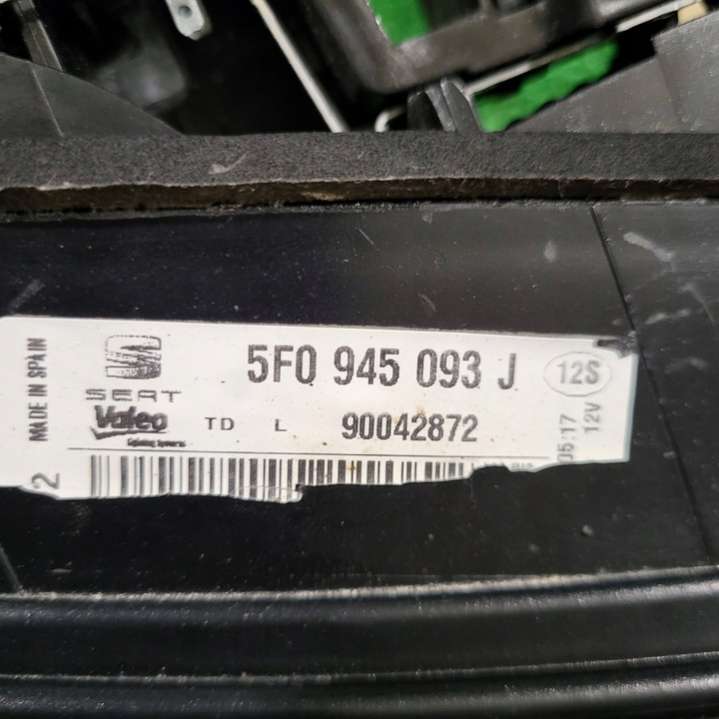 MADE IN SPAIN
SEAT
5F0 945 093 J
12S
Valeo
TD L 90042872
05:17
12V
2